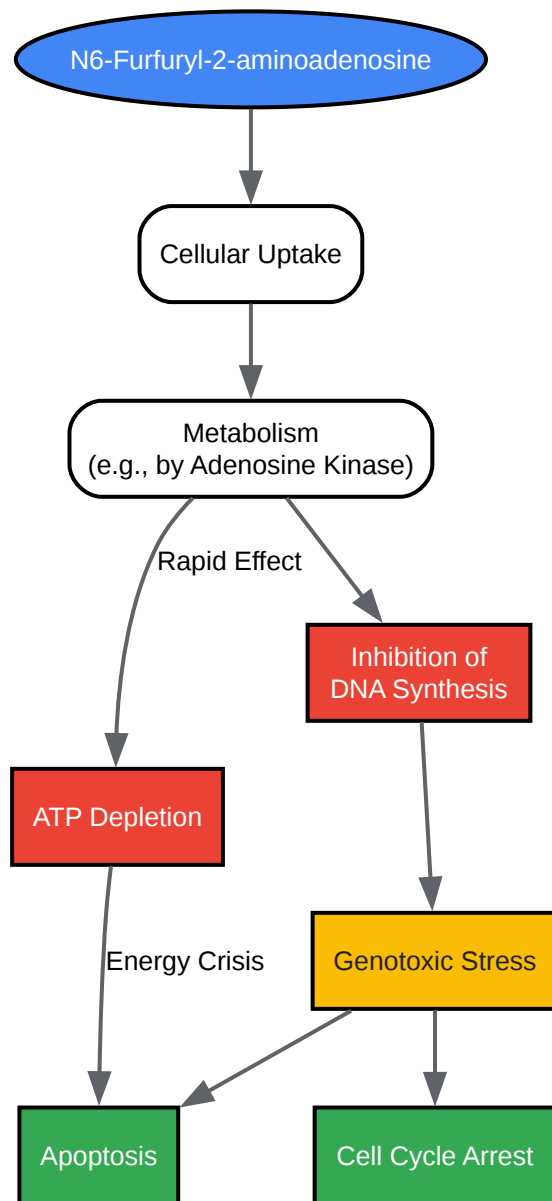 N6-Furfuryl-2-aminoadenosine
Cellular Uptake
Metabolism
(e.g., by Adenosine Kinase)
Rapid Effect
Inhibition of
DNA Synthesis
ATP Depletion
Energy Crisis
Genotoxic Stress
Apoptosis
Cell Cycle Arrest